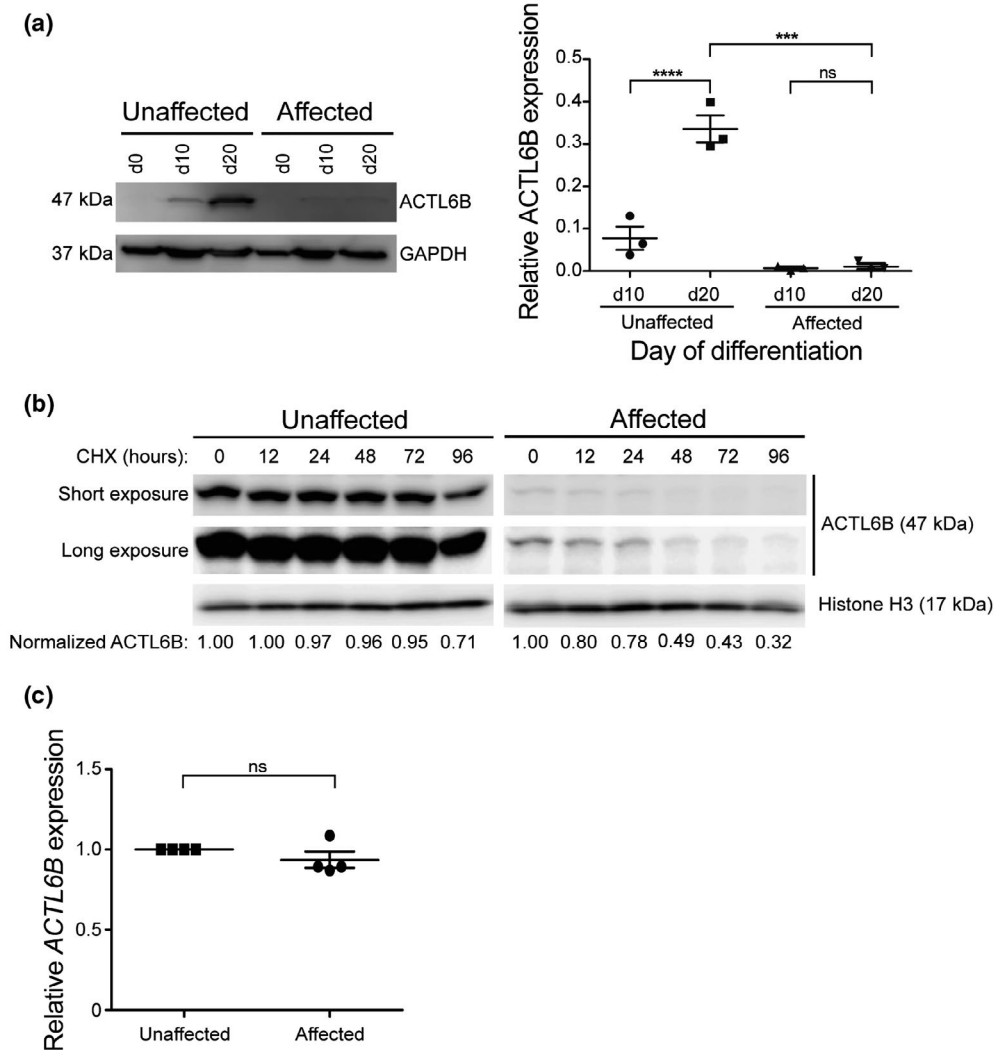 (a)
Unaffected Affected
d0 d10 d20 d0 d10 d20
47 kDa ACTL6B
37 kDa GAPDH
Relative ACTL6B expression
0.5
0.4
0.3
0.2
0.1
0.0
**** *** ns
d10 d20 d10 d20
Unaffected Affected
Day of differentiation
(b)
Unaffected Affected
CHX (hours): 0 12 24 48 72 96 0 12 24 48 72 96
Short exposure
Long exposure
ACTL6B (47 kDa)
Histone H3 (17 kDa)
Normalized ACTL6B: 1.00 1.00 0.97 0.96 0.95 0.71 1.00 0.80 0.78 0.49 0.43 0.32
(c)
Relative ACTL6B expression
1.5
1.0
0.5
0
ns
Unaffected Affected